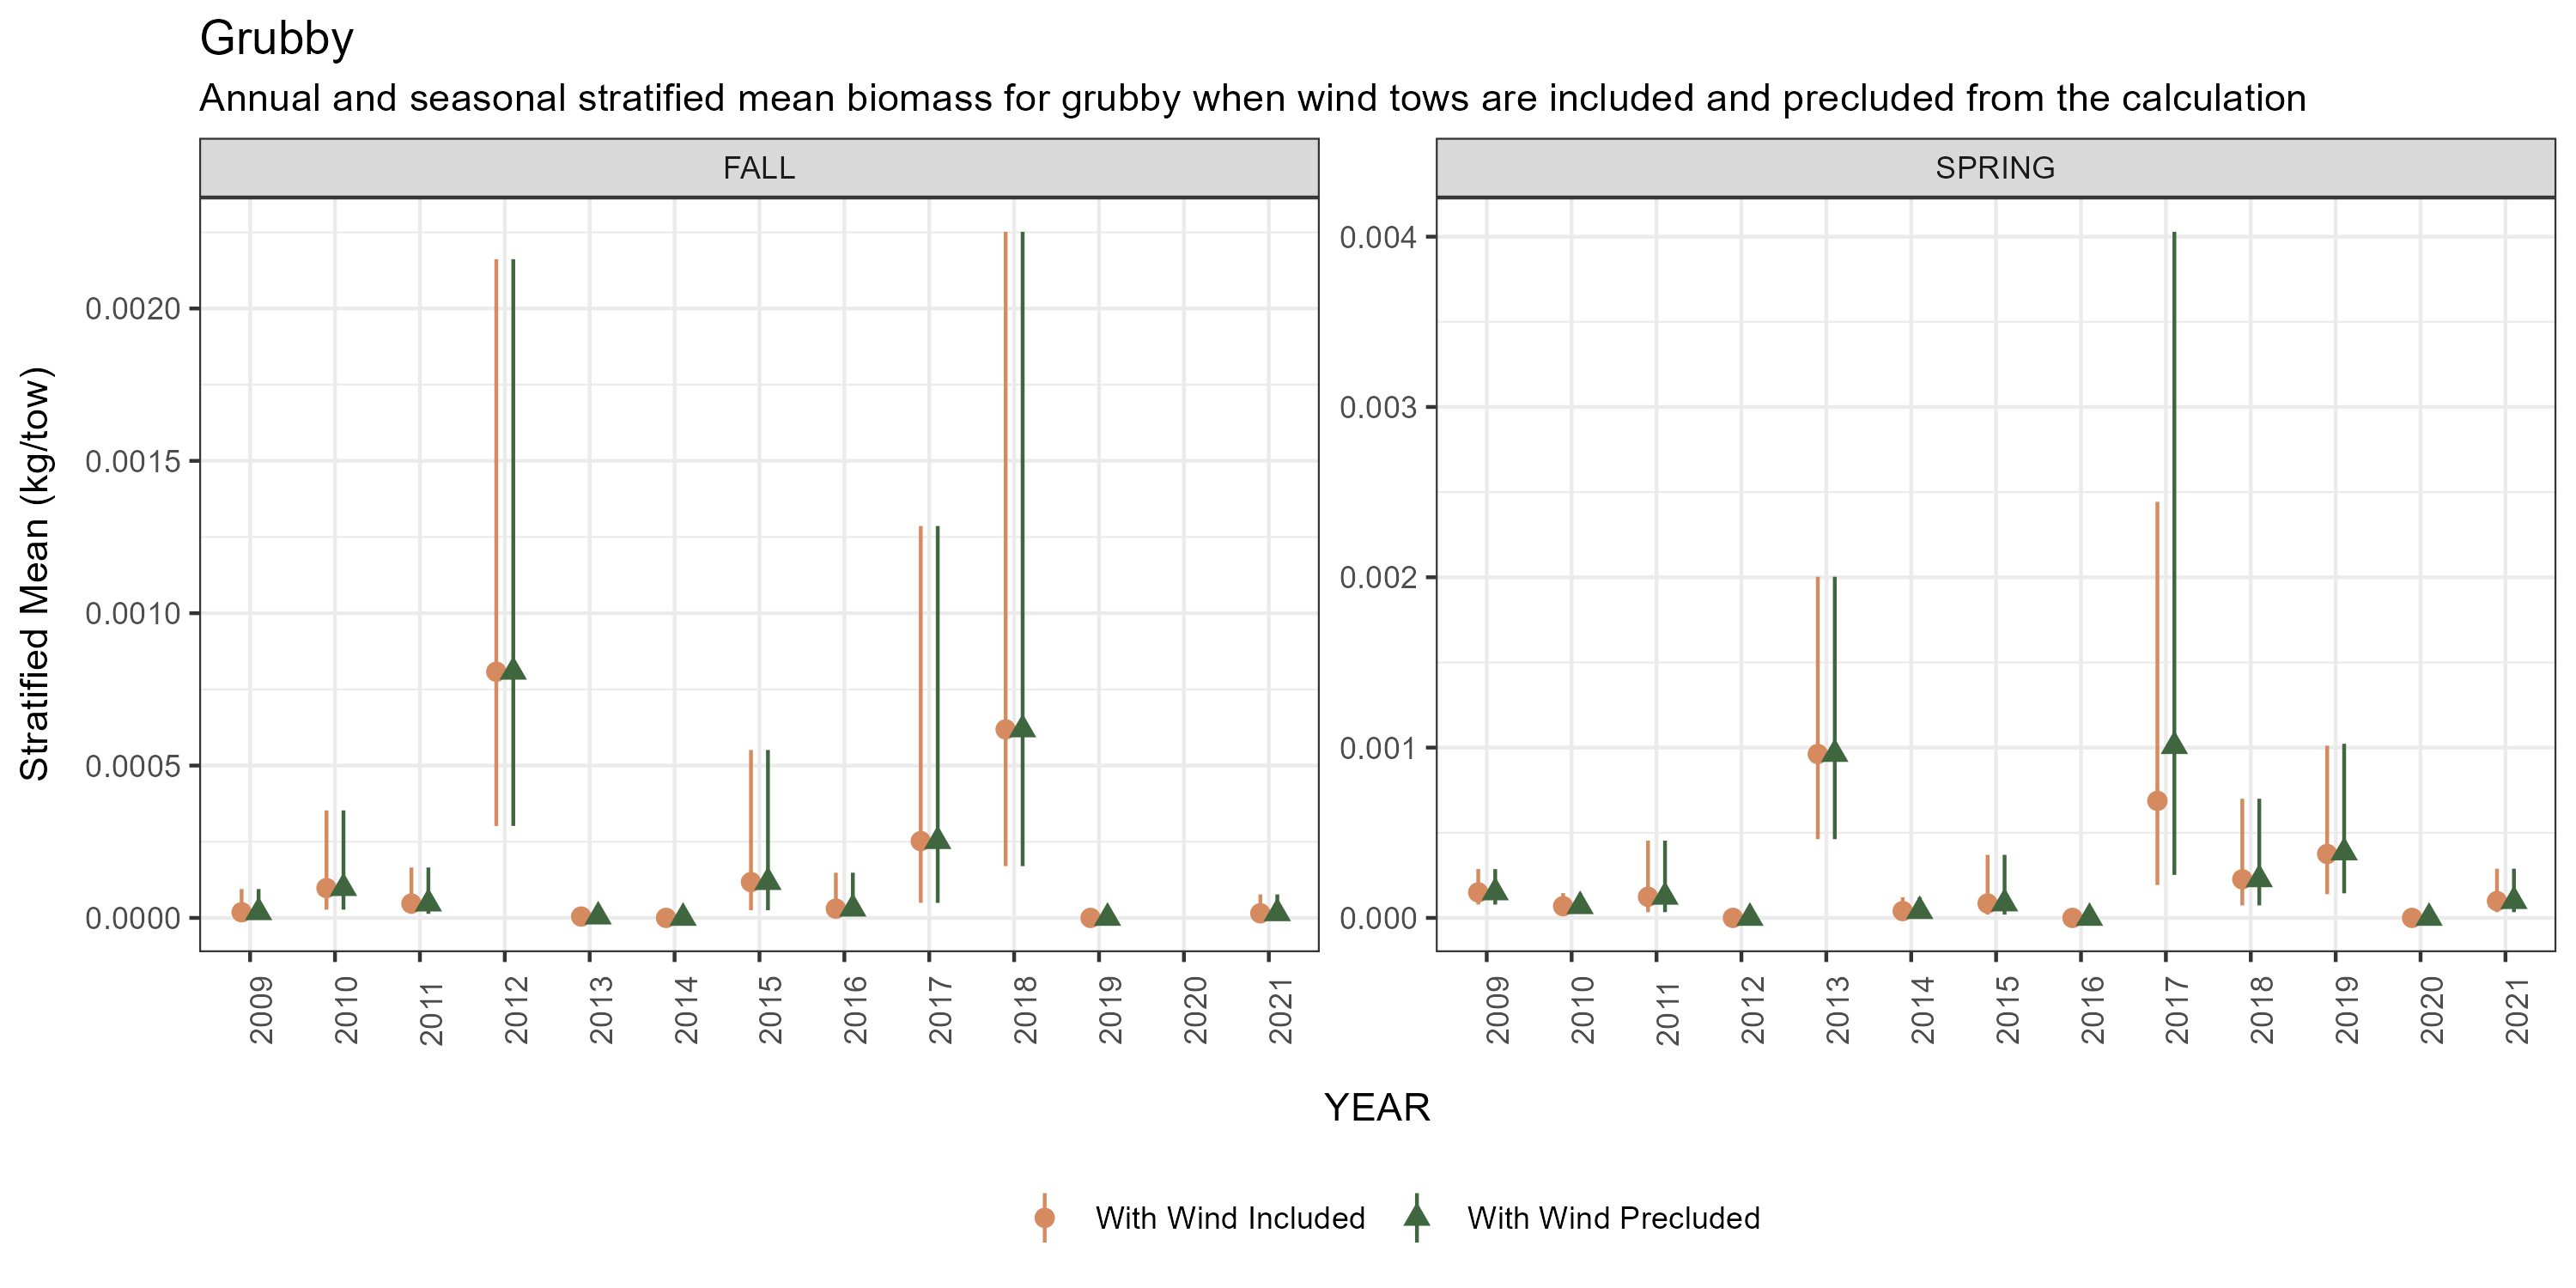 Grubby
Annual and seasonal stratified mean biomass for grubby when wind tows are included and precluded from the calculation
FALL
SPRING
Stratified Mean (kg/tow)
0.0020
0.0015
0.0010
0.0005
0.0000
0.004
0.003
0.002
0.001
0.000
2009 2010 2011 2012 2013 2014 2015 2016 2017 2018 2019 2020 2021
2009 2010 2011 2012 2013 2014 2015 2016 2017 2018 2019 2020 2021
YEAR
With Wind Included
With Wind Precluded